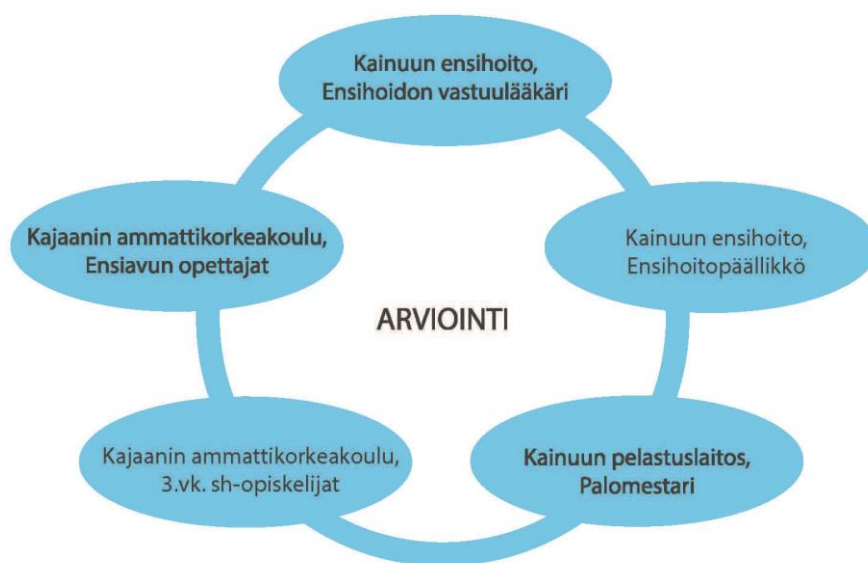 Kainuun ensihoito,
Ensihoidon vastuulääkäri
Kajaanin ammattikorkeakoulu,
Ensiavun opettajat
Kainuun ensihoito,
Ensihoitopäällikkö
ARVIOINTI
Kajaanin ammattikorkeakoulu,
3.vk. sh-opiskelijat
Kainuun pelastuslaitos,
Palomestari